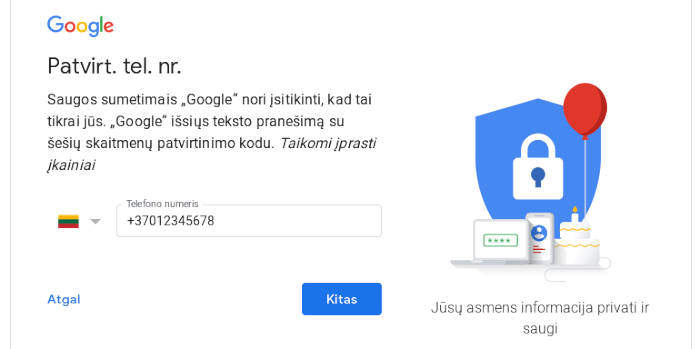 Google
Patvirt. tel. nr.
Saugos sumetimais „Google“ nori įsitikinti, kad tai
tikrai jūs. „Google“ išsiųs teksto pranešimą su
šešių skaitmenų patvirtinimo kodu. Taikomi įprasti
įkainiai
Telefono numeris
+37012345678
Atgal
Kitas
****
Jūsų asmens informacija privati ir
saugi